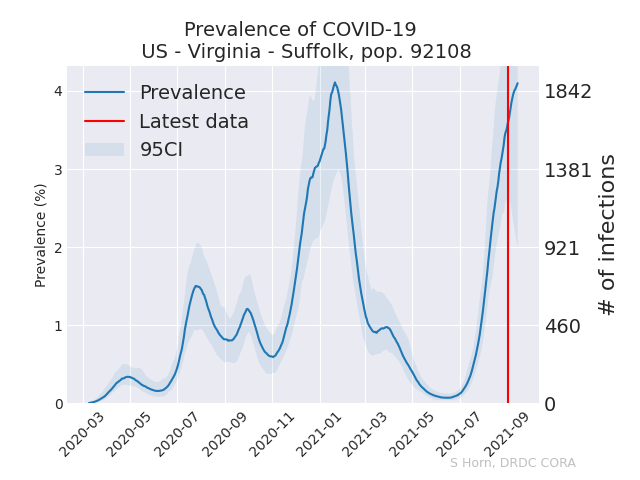 Prevalence of COVID-19
US - Virginia - Suffolk, pop. 92108
Prevalence
Latest data
95CI
Prevalence (%)
4
3
2
1
0
1842
1381
921
460
0
# of infections
2020-03
2020-05
2020-07
2020-09
2020-11
2021-01
2021-03
2021-05
2021-07
2021-09
S Horn, DRDC CORA